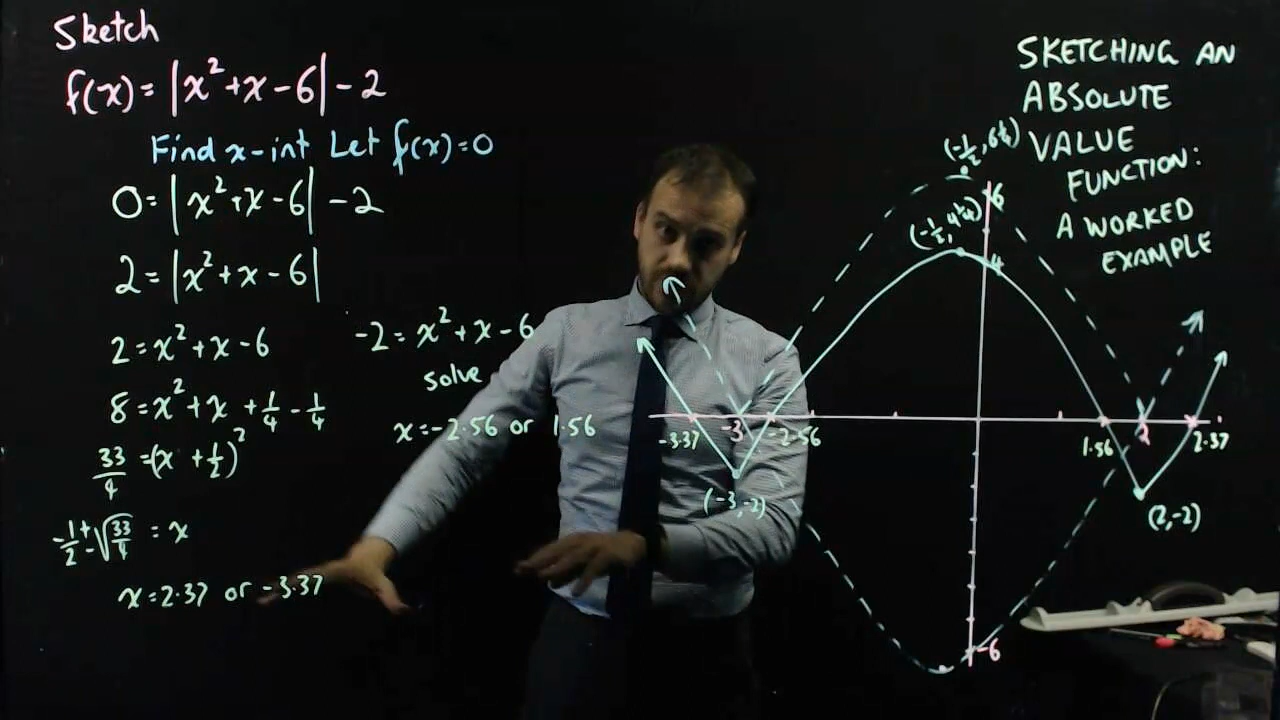 Sketch
f(x) = |x² + x - 6| - 2
Find x-int Let f(x) = 0
0 = |x² + x - 6| - 2
2 = |x² + x - 6|
2 = x² + x - 6
8 = x² + x + 1/4 - 1/4
33/4 = (x + 1/2)²
-1/2 ± √33/4 = x
x = 2.37 or -3.37
-2 = x² + x - 6
solve
x = -2.56 or 1.56
SKETCHING AN
ABSOLUTE
VALUE
FUNCTION:
A WORKED
EXAMPLE
(-1/2, 6 1/4)
6
(-1/2, 4 1/4)
4
-3.37
-3
-2.56
1.56
2
2.37
(-3, -2)
(2, -2)
-6